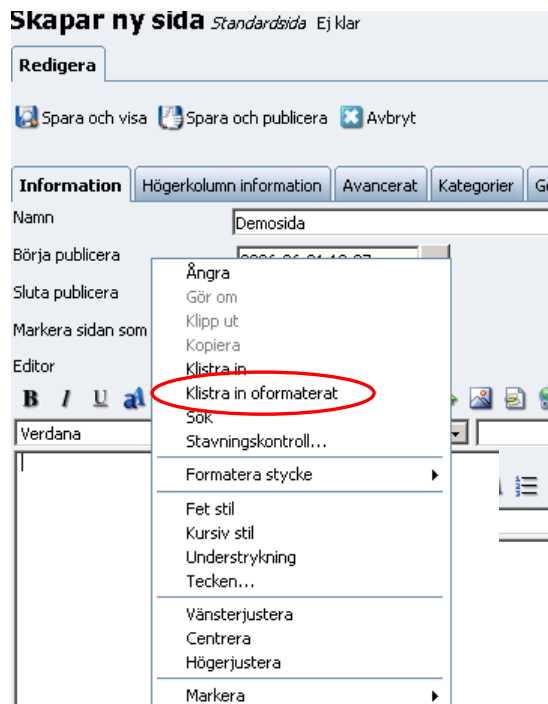 Skapar ny sida Standardsida Ej klar
Redigera
Spara och visa Spara och publicera Avbryt
Information Högerkolumn information Avancerat Kategorier
Namn Demosida
Börja publicera
Sluta publicera
Markera sidan som
Editor
B I U
Verdana
Ångra
Gör om
Klipp ut
Kopiera
Klistra in
Klistra in oformaterat
Sök
Stavningskontroll...
Formatera stycke
Fet stil
Kursiv stil
Understrykning
Tecken...
Vänsterjustera
Centrera
Högerjustera
Markera